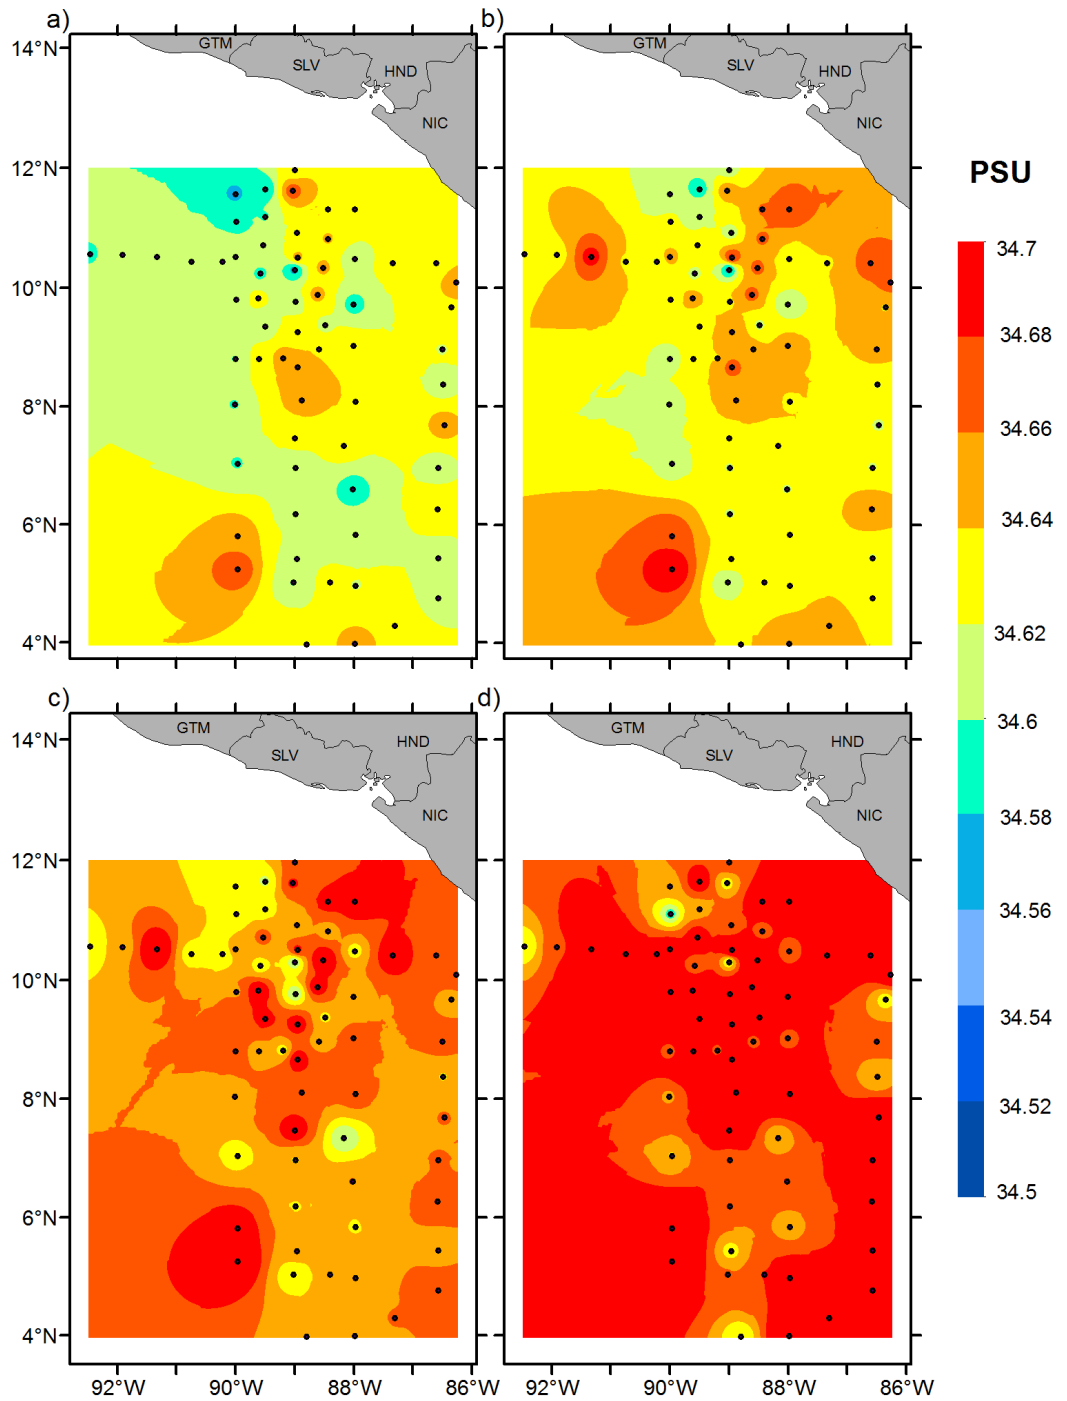 a)
b)
14°N
GTM
SLV
HND
NIC
GTM
SLV
HND
NIC
12°N
10°N
8°N
6°N
4°N
PSU
34.7
34.68
34.66
34.64
34.62
34.6
34.58
34.56
34.54
34.52
34.5
c)
d)
14°N
GTM
SLV
HND
NIC
GTM
SLV
HND
NIC
12°N
10°N
8°N
6°N
4°N
92°W
90°W
88°W
86°W
92°W
90°W
88°W
86°W